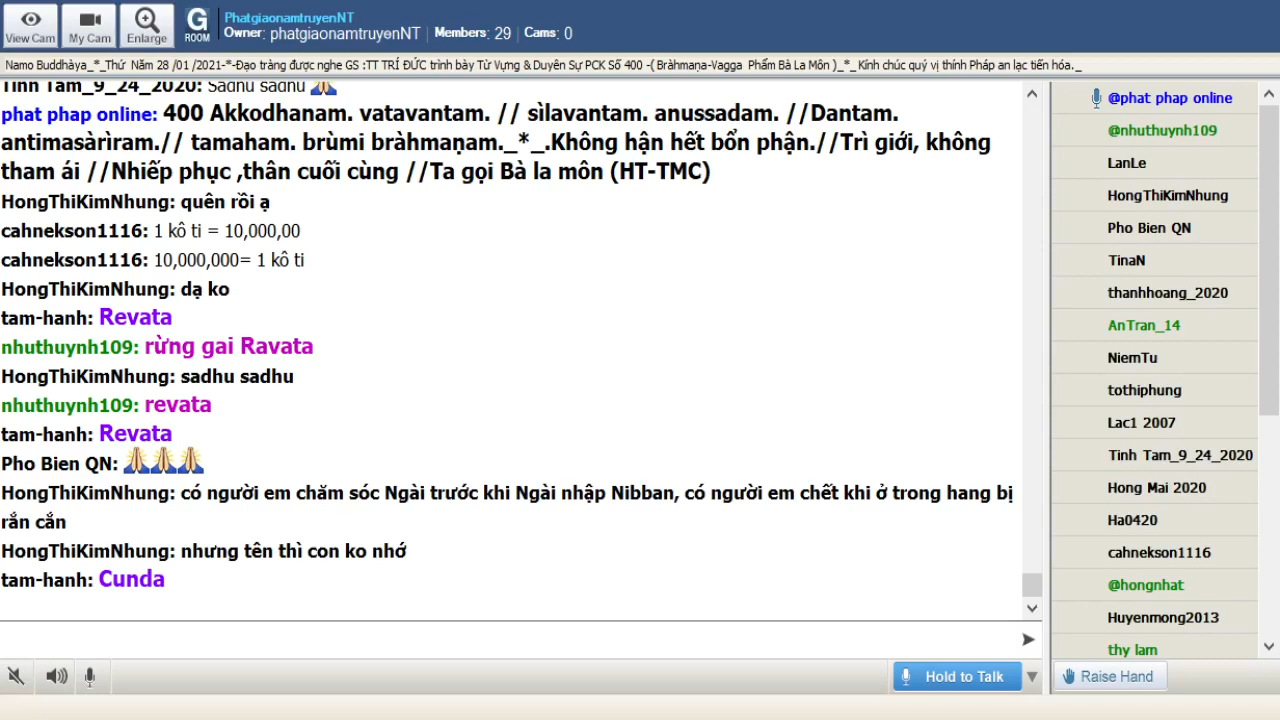 View Cam
My Cam
Enlarge
G
ROOM
PhatgiaonamtruyenNT
Owner: phatgiaonamtruyenNT | Members: 29 | Cams: 0
Namo Buddhàya_*_Thứ Năm 28 /01 /2021-*-Đạo tràng được nghe GS :TT TRÍ ĐỨC trình bày Từ Vựng & Duyên Sự PCK Số 400 -( Bràhmaṇa-Vagga Phẩm Bà La Môn )_*_Kính chúc quý vị thính Pháp an lạc tiến hóa._
Tinh Tam_9_24_2020: Sadhu sadhu 🙏
phat phap online: 400 Akkodhanam. vatavantam. // sìlavantam. anussadam. //Dantam.
antimasàrìram.// tamaham. brùmi bràhmaṇam._*_.Không hận hết bổn phận.//Trì giới, không
tham ái //Nhiếp phục ,thân cuối cùng //Ta gọi Bà la môn (HT-TMC)
HongThiKimNhung: quên rồi ạ
cahnekson1116: 1 kô ti = 10,000,00
cahnekson1116: 10,000,000= 1 kô ti
HongThiKimNhung: dạ ko
tam-hanh: Revata
nhuthuynh109: rừng gai Ravata
HongThiKimNhung: sadhu sadhu
nhuthuynh109: revata
tam-hanh: Revata
Pho Bien QN: 🙏🙏🙏
HongThiKimNhung: có người em chăm sóc Ngài trước khi Ngài nhập Nibban, có người em chết khi ở trong hang bị
rắn cắn
HongThiKimNhung: nhưng tên thì con ko nhớ
tam-hanh: Cunda
@phat phap online
@nhuthuynh109
LanLe
HongThiKimNhung
Pho Bien QN
TinaN
thanhhoang_2020
AnTran_14
NiemTu
tothiphung
Lac1 2007
Tinh Tam_9_24_2020
Hong Mai 2020
Ha0420
cahnekson1116
@hongnhat
Huyenmong2013
thy lam
Hold to Talk
Raise Hand